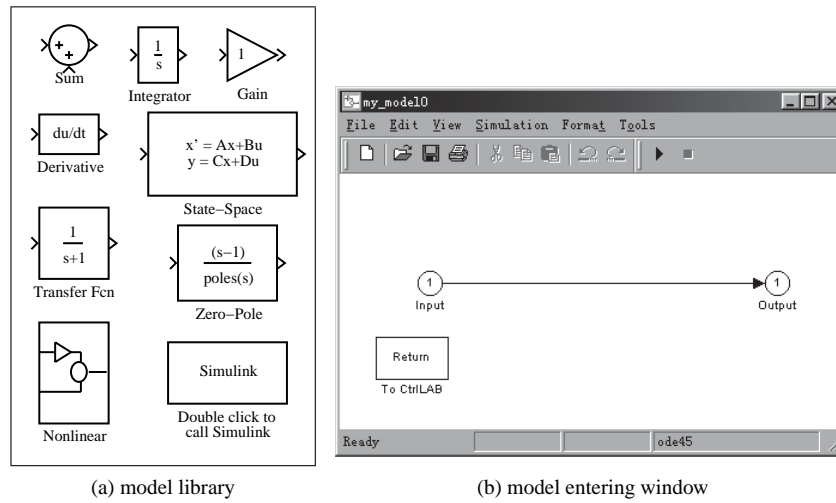 +
+
Sum
1
s
Integrator
1
Gain
du/dt
Derivative
x' = Ax+Bu
y = Cx+Du
State-Space
1
s+1
Transfer Fcn
(s-1)
poles(s)
Zero-Pole
Nonlinear
Simulink
Double click to
call Simulink
(a) model library
my_model0
File Edit View Simulation Format Tools
1
Input
1
Output
Return
To CtrlLAB
Ready ode45
(b) model entering window